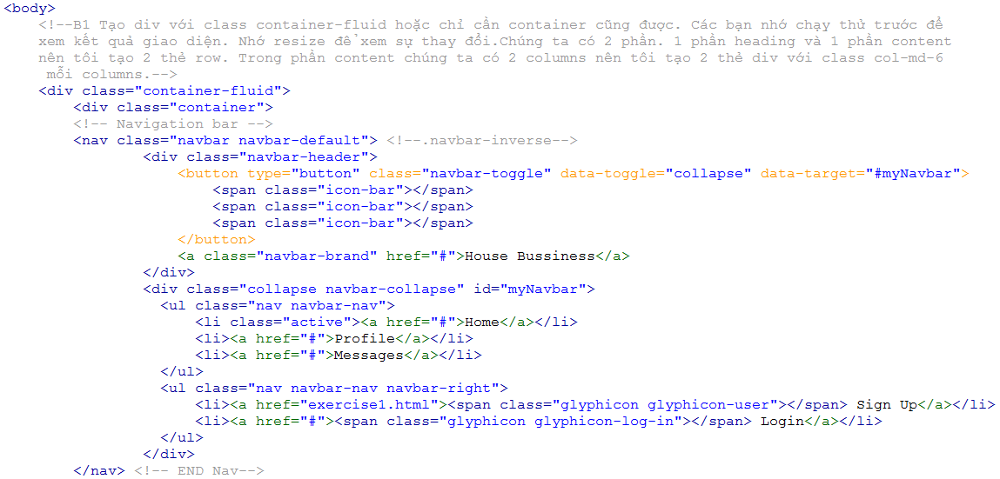 <body>
<!--B1 Tạo div với class container-fluid hoặc chỉ cần container cũng được. Các bạn nhớ chạy thử trước để
xem kết quả giao diện. Nhớ resize để xem sự thay đổi.Chúng ta có 2 phần. 1 phần heading và 1 phần content
nên tôi tạo 2 thẻ row. Trong phần content chúng ta có 2 columns nên tôi tạo 2 thẻ div với class col-md-6
mỗi columns.-->
<div class="container-fluid">
<div class="container">
<!-- Navigation bar -->
<nav class="navbar navbar-default"> <!--.navbar-inverse-->
<div class="navbar-header">
<button type="button" class="navbar-toggle" data-toggle="collapse" data-target="#myNavbar">
<span class="icon-bar"></span>
<span class="icon-bar"></span>
<span class="icon-bar"></span>
</button>
<a class="navbar-brand" href="#">House Bussiness</a>
</div>
<div class="collapse navbar-collapse" id="myNavbar">
<ul class="nav navbar-nav">
<li class="active"><a href="#">Home</a></li>
<li><a href="#">Profile</a></li>
<li><a href="#">Messages</a></li>
</ul>
<ul class="nav navbar-nav navbar-right">
<li><a href="exercise1.html"><span class="glyphicon glyphicon-user"></span> Sign Up</a></li>
<li><a href="#"><span class="glyphicon glyphicon-log-in"></span> Login</a></li>
</ul>
</div>
</nav> <!-- END Nav-->